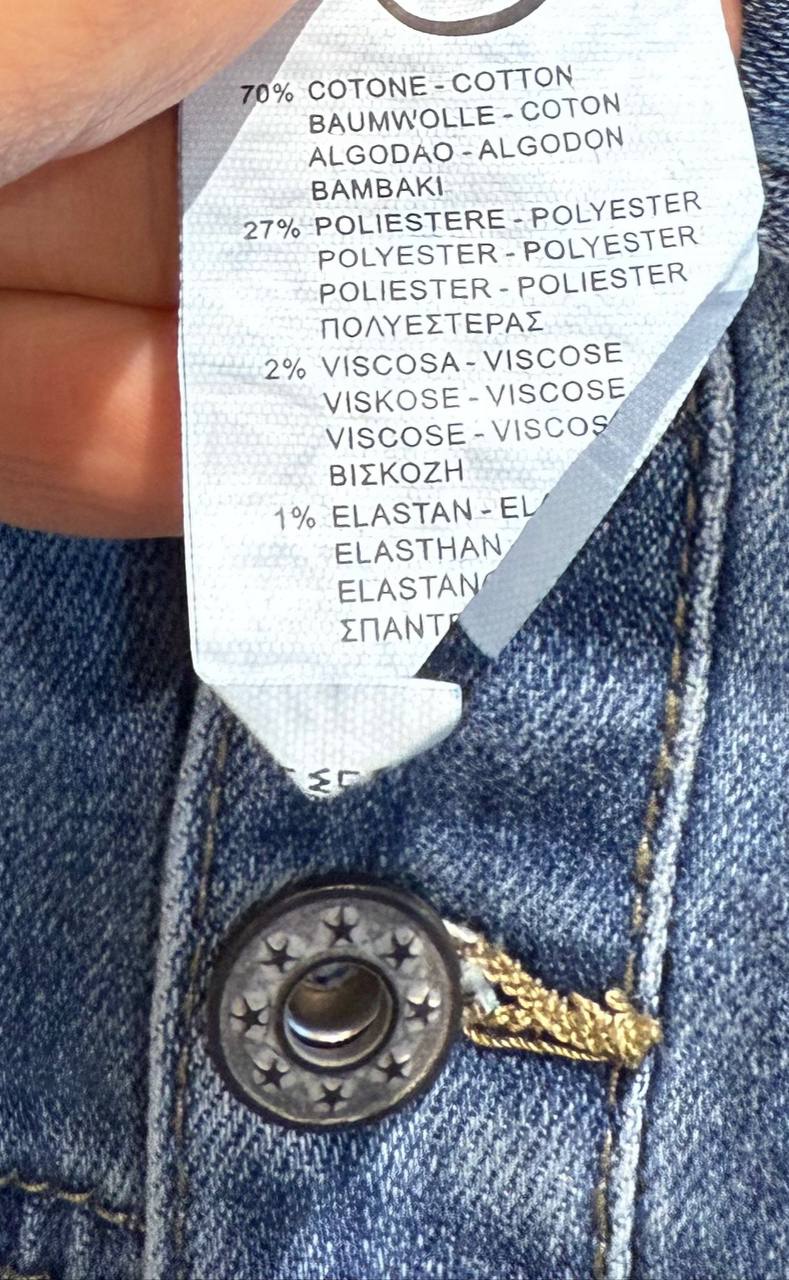 70% COTONE - COTTON
BAUMWOLLE - COTON
ALGODAO - ALGODON
BAMBAKI
27% POLIESTERE - POLYESTER
POLYESTER - POLYESTER
POLIESTER - POLIESTER
ΠΟΛΥΕΣΤΕΡΑΣ
2% VISCOSA - VISCOSE
VISKOSE - VISCOSE
VISCOSE -
ΒΙΣΚΟΖΗ
1% ELASTAN -
ELASTHAN